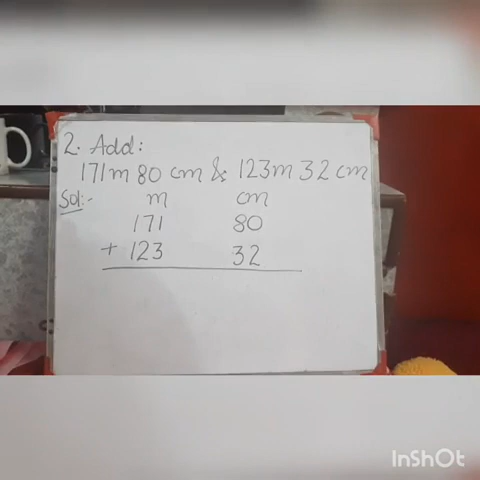 2. Add:
171m 80 cm & 123m 32 cm
Sol:- m cm
171 80
+ 123 32
InShOt